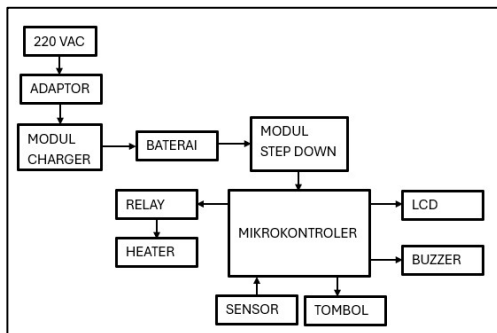 220 VAC
ADAPTOR
MODUL
CHARGER
BATERAI
MODUL
STEP DOWN
RELAY
HEATER
MIKROKONTROLER
LCD
BUZZER
SENSOR
TOMBOL